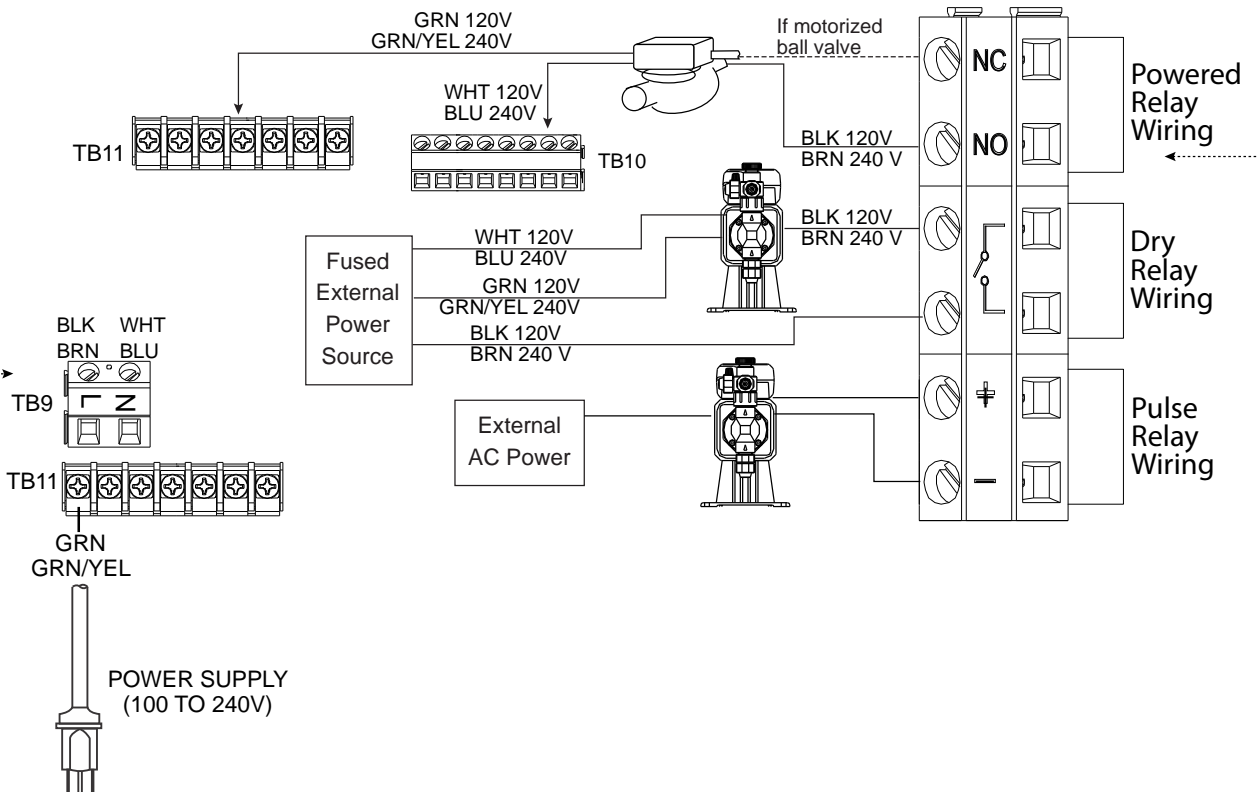 GRN 120V
GRN/YEL 240V
WHT 120V
BLU 240V
TB11
TB10
If motorized
ball valve
BLK 120V
BRN 240 V
NC
NO
Powered
Relay
Wiring
WHT 120V
BLU 240V
GRN 120V
GRN/YEL 240V
BLK 120V
BRN 240 V
Fused
External
Power
Source
BLK 120V
BRN 240 V
Dry
Relay
Wiring
BLK WHT
BRN BLU
TB9
L N
TB11
GRN
GRN/YEL
POWER SUPPLY
(100 TO 240V)
External
AC Power
+
–
Pulse
Relay
Wiring